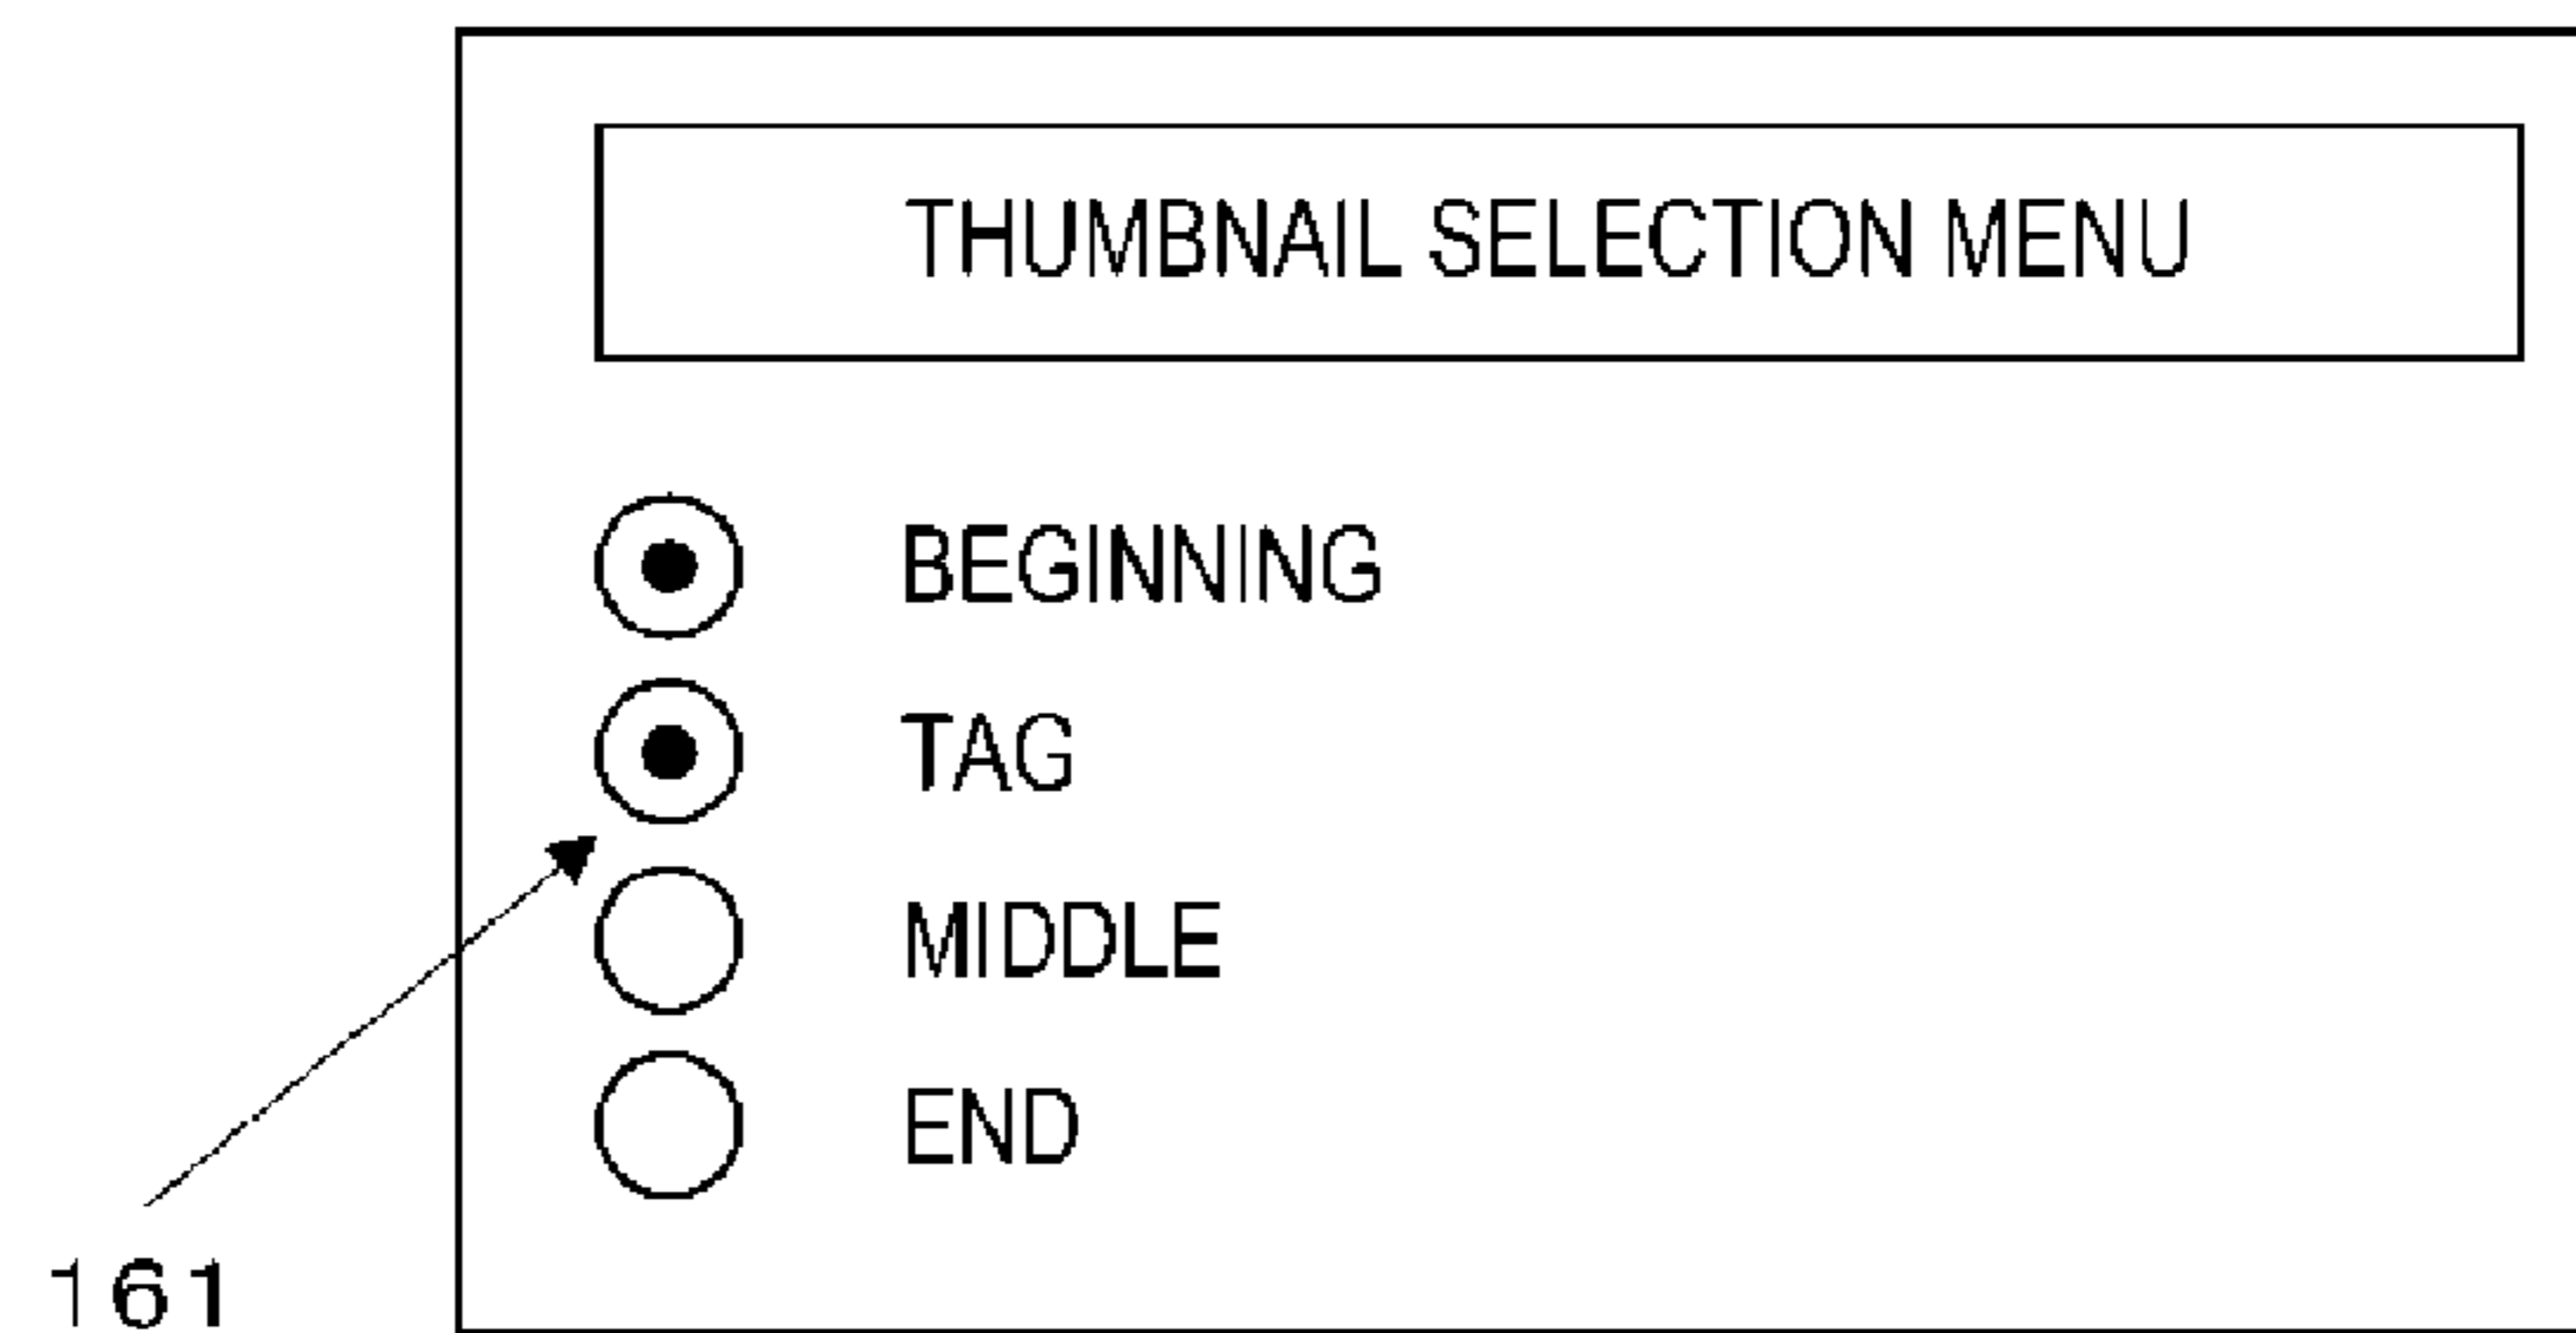 THUMBNAIL SELECTION MENU
BEGINNING
TAG
MIDDLE
END
161